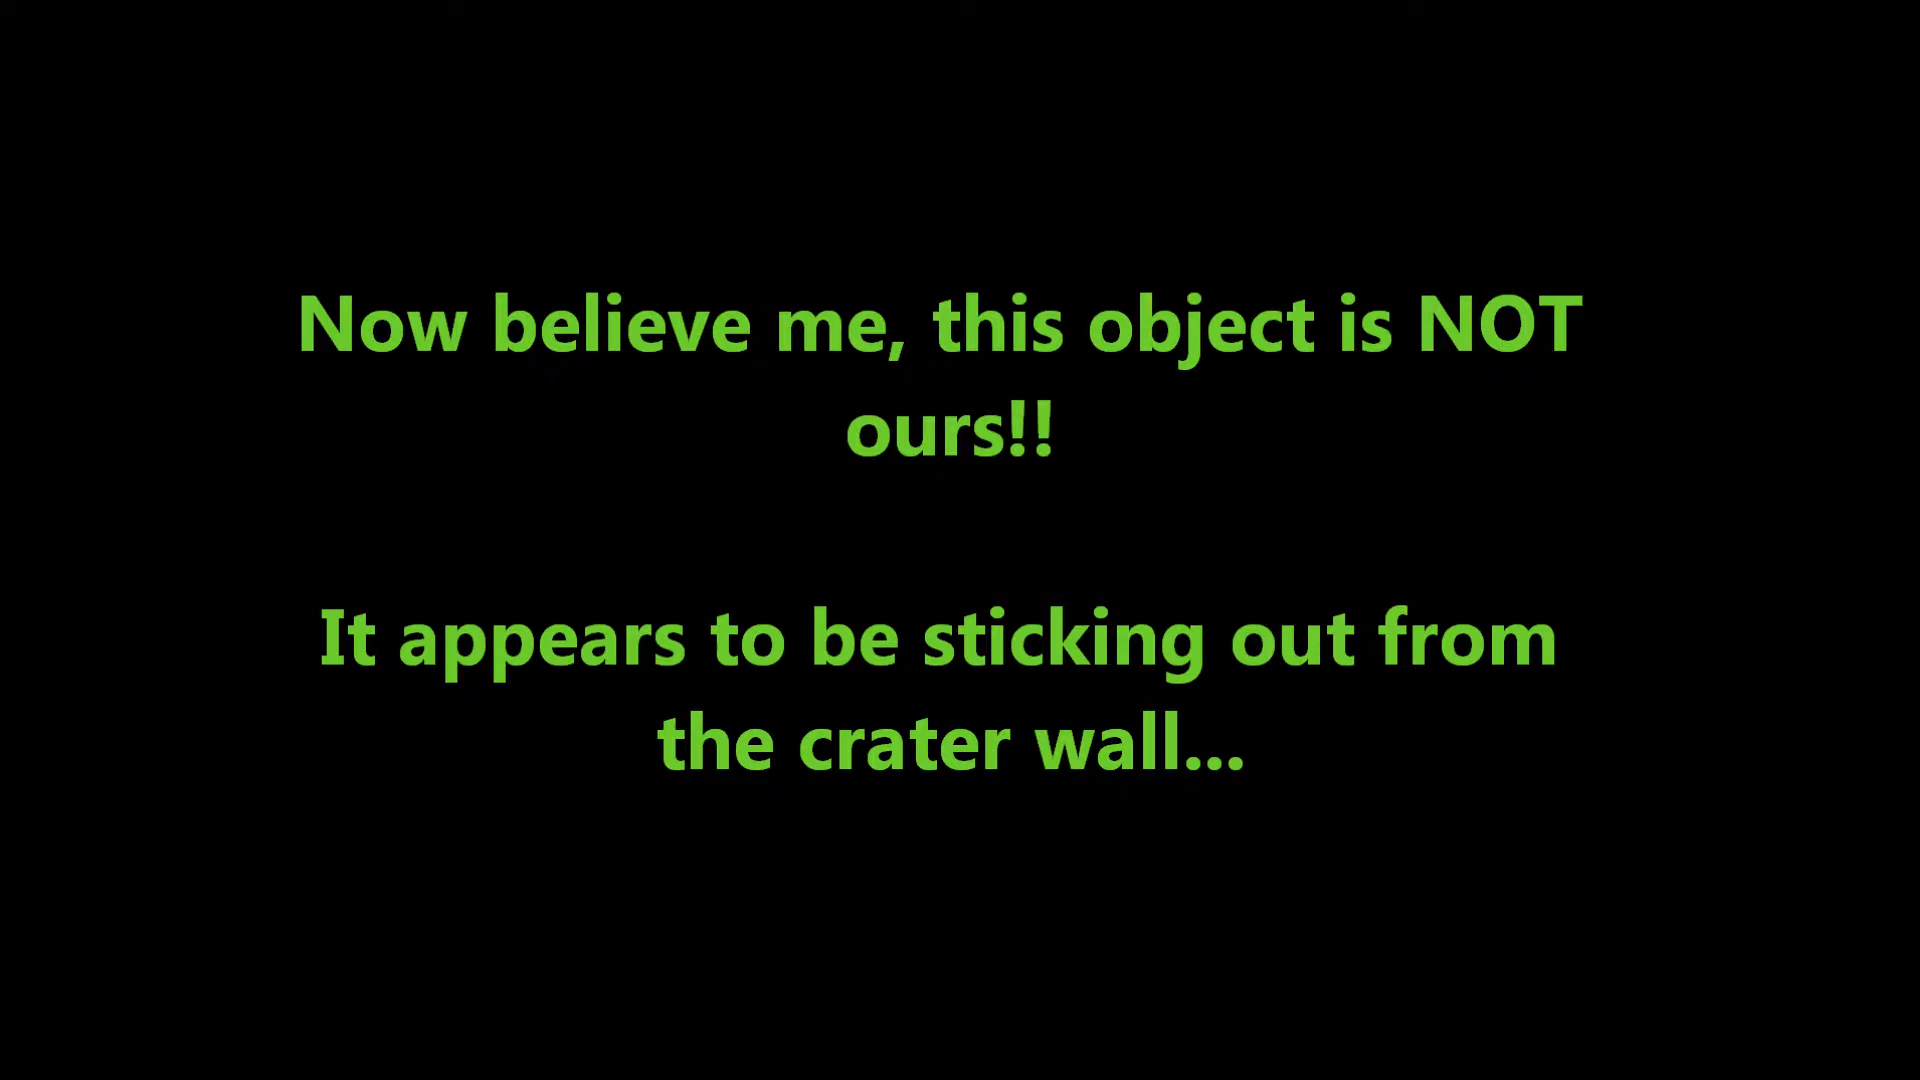 Now believe me, this object is NOT
ours!!
It appears to be sticking out from
the crater wall...